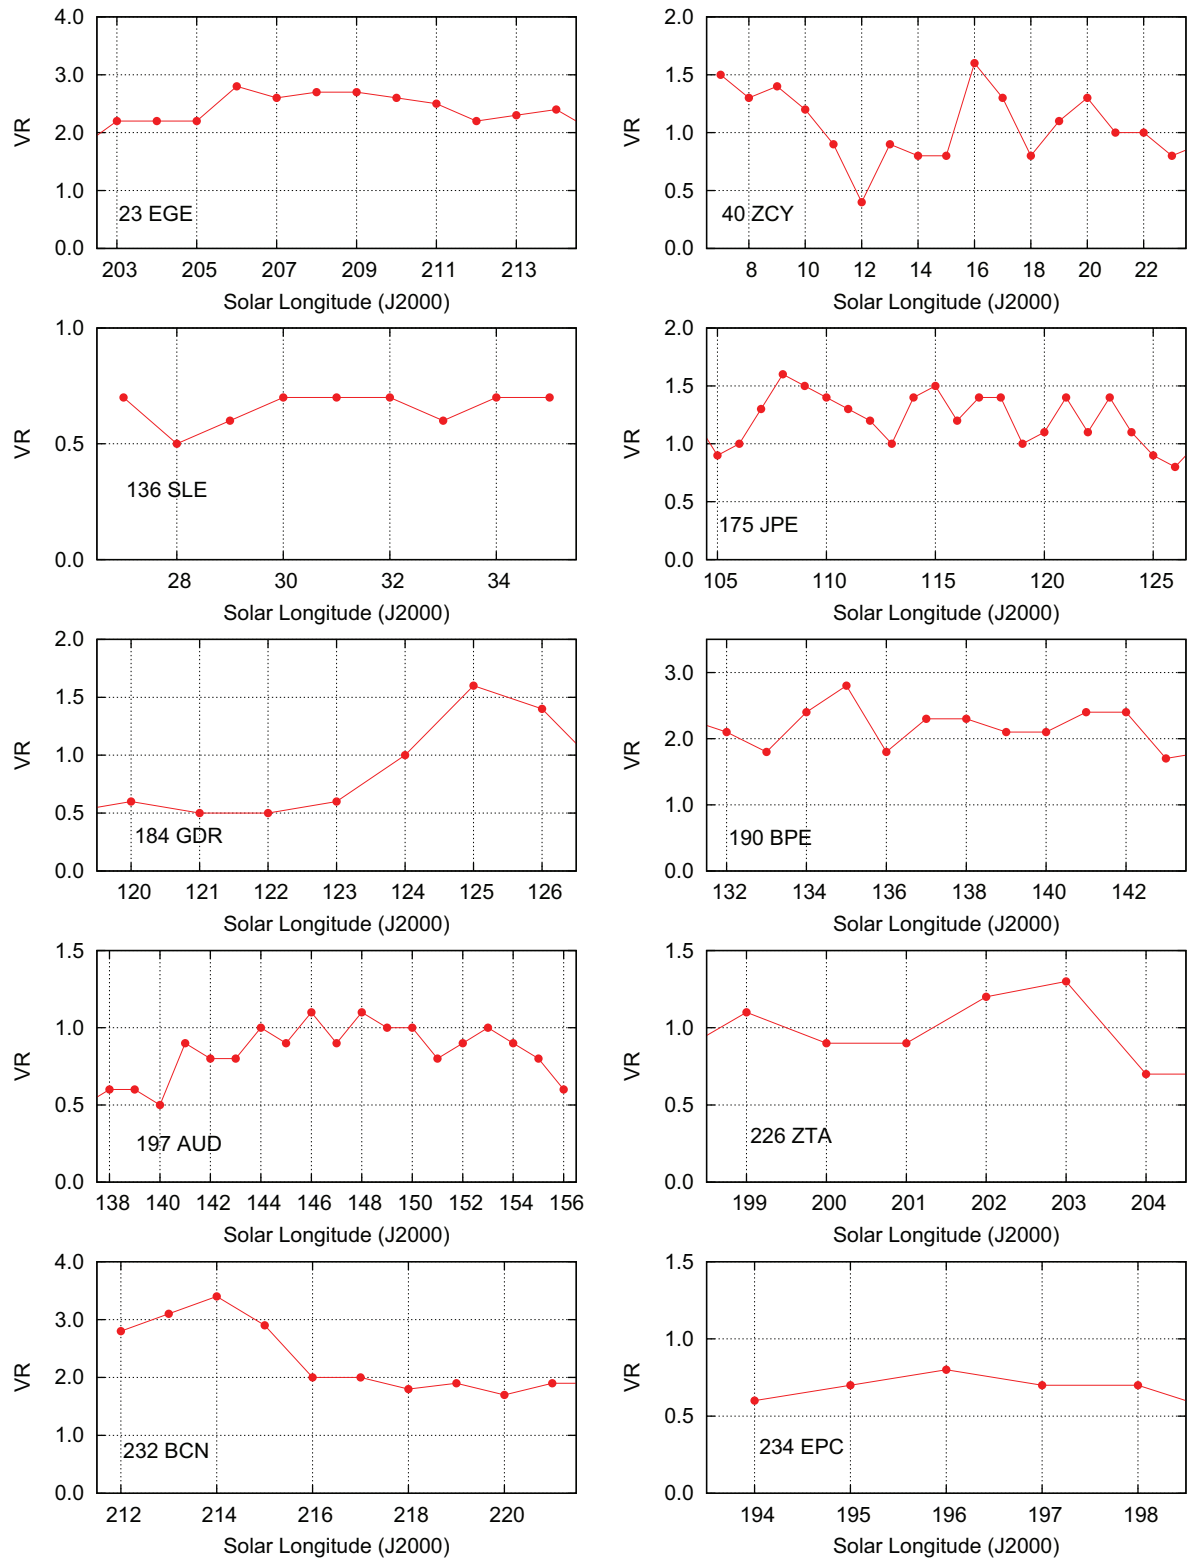 4.0
3.0
2.0
1.0
0.0
VR
23 EGE
203 205 207 209 211 213
Solar Longitude (J2000)
2.0
1.5
1.0
0.5
0.0
VR
40 ZCY
8 10 12 14 16 18 20 22
Solar Longitude (J2000)
1.0
0.5
0.0
VR
136 SLE
28 30 32 34
Solar Longitude (J2000)
2.0
1.5
1.0
0.5
0.0
VR
175 JPE
105 110 115 120 125
Solar Longitude (J2000)
2.0
1.5
1.0
0.5
0.0
VR
184 GDR
120 121 122 123 124 125 126
Solar Longitude (J2000)
3.0
2.0
1.0
0.0
VR
190 BPE
132 134 136 138 140 142
Solar Longitude (J2000)
1.5
1.0
0.5
0.0
VR
197 AUD
138 140 142 144 146 148 150 152 154 156
Solar Longitude (J2000)
1.5
1.0
0.5
0.0
VR
226 ZTA
199 200 201 202 203 204
Solar Longitude (J2000)
4.0
3.0
2.0
1.0
0.0
VR
232 BCN
212 214 216 218 220
Solar Longitude (J2000)
1.5
1.0
0.5
0.0
VR
234 EPC
194 195 196 197 198
Solar Longitude (J2000)